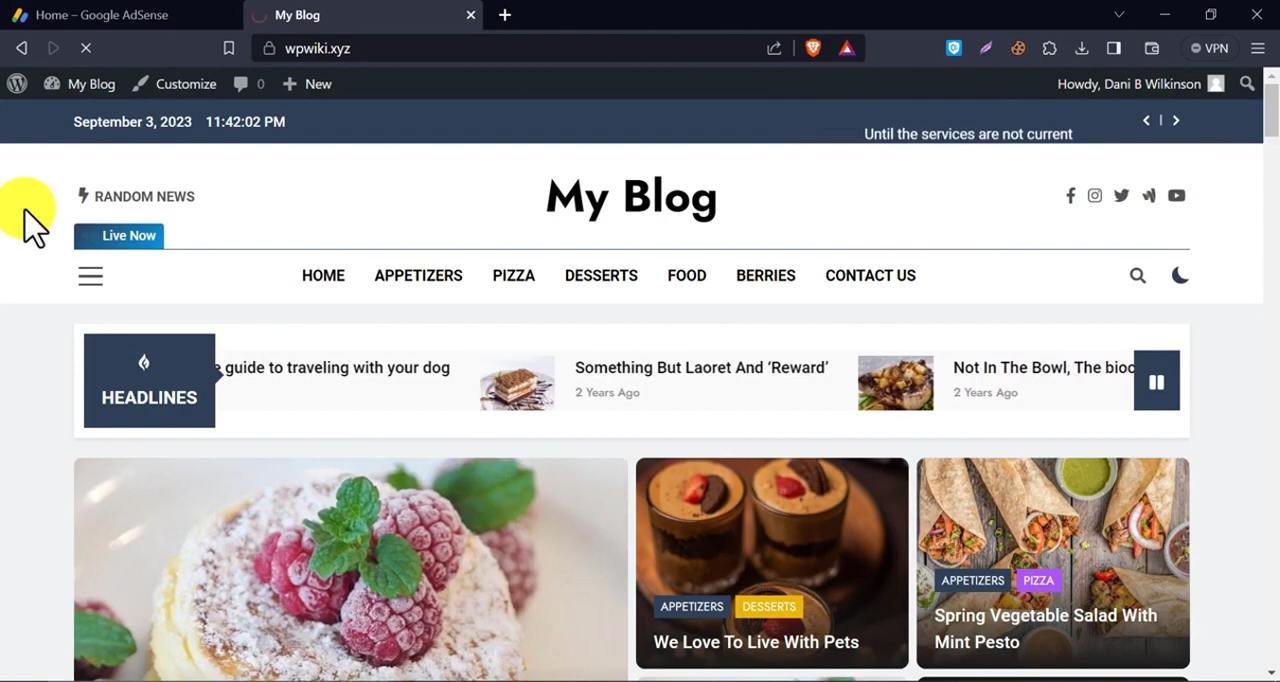 Home – Google AdSense
My Blog
wpwiki.xyz
VPN
My Blog
Customize
0
New
Howdy, Dani B Wilkinson
September 3, 2023 11:42:02 PM
Until the services are not current
RANDOM NEWS
Live Now
My Blog
HOME APPETIZERS PIZZA DESSERTS FOOD BERRIES CONTACT US
HEADLINES
guide to traveling with your dog
Something But Laoret And ‘Reward’
2 Years Ago
Not In The Bowl, The bioc
2 Years Ago
APPETIZERS DESSERTS
We Love To Live With Pets
APPETIZERS PIZZA
Spring Vegetable Salad With
Mint Pesto